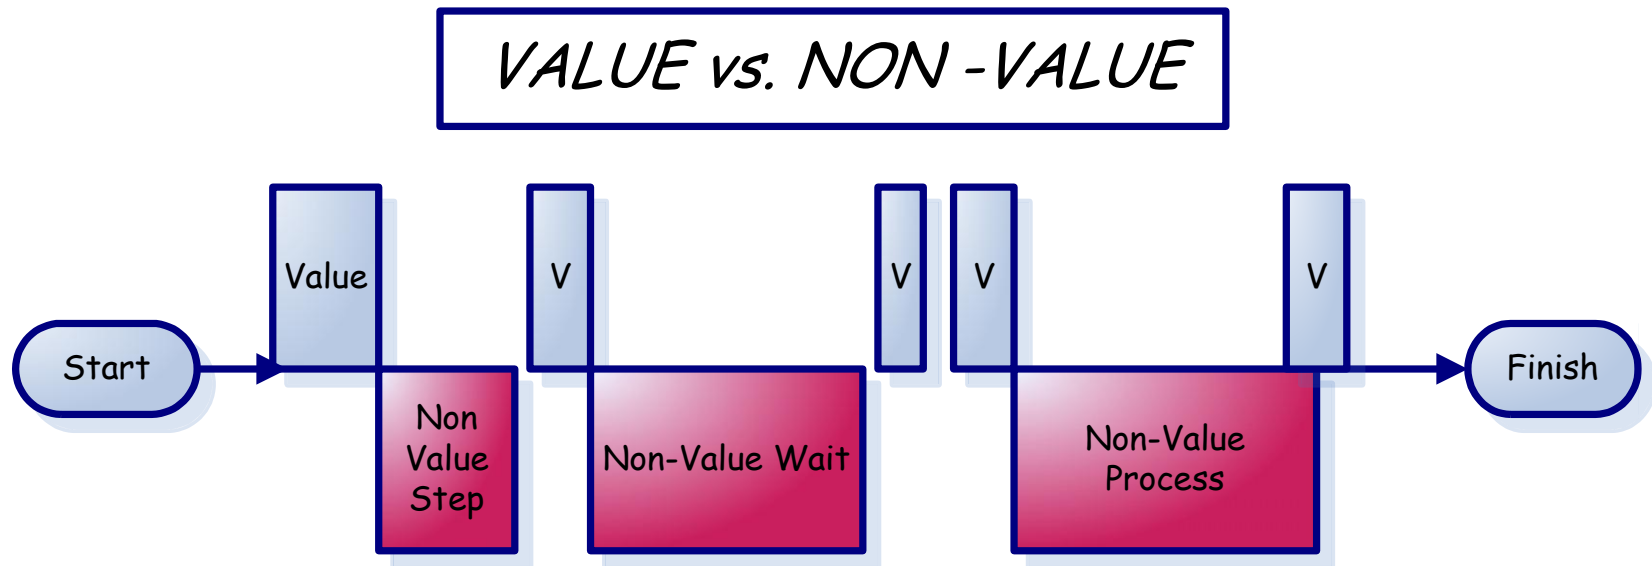 VALUE vs. NON -VALUE
Value
V
V
V
V
Start
Finish
Non
Value
Step
Non-Value Wait
Non-Value
Process